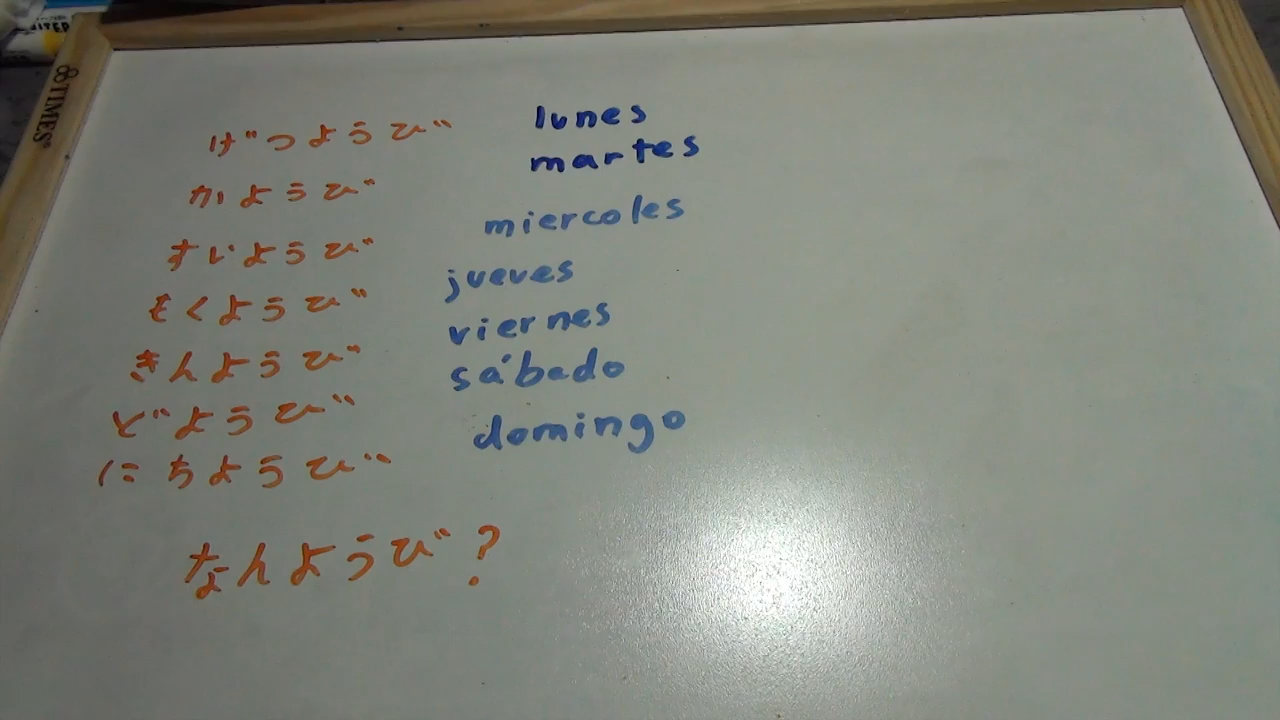 TIMES
げつようび lunes
かようび martes
すいようび miercoles
もくようび jueves
きんようび viernes
どようび sábado
にちようび domingo
なんようび?